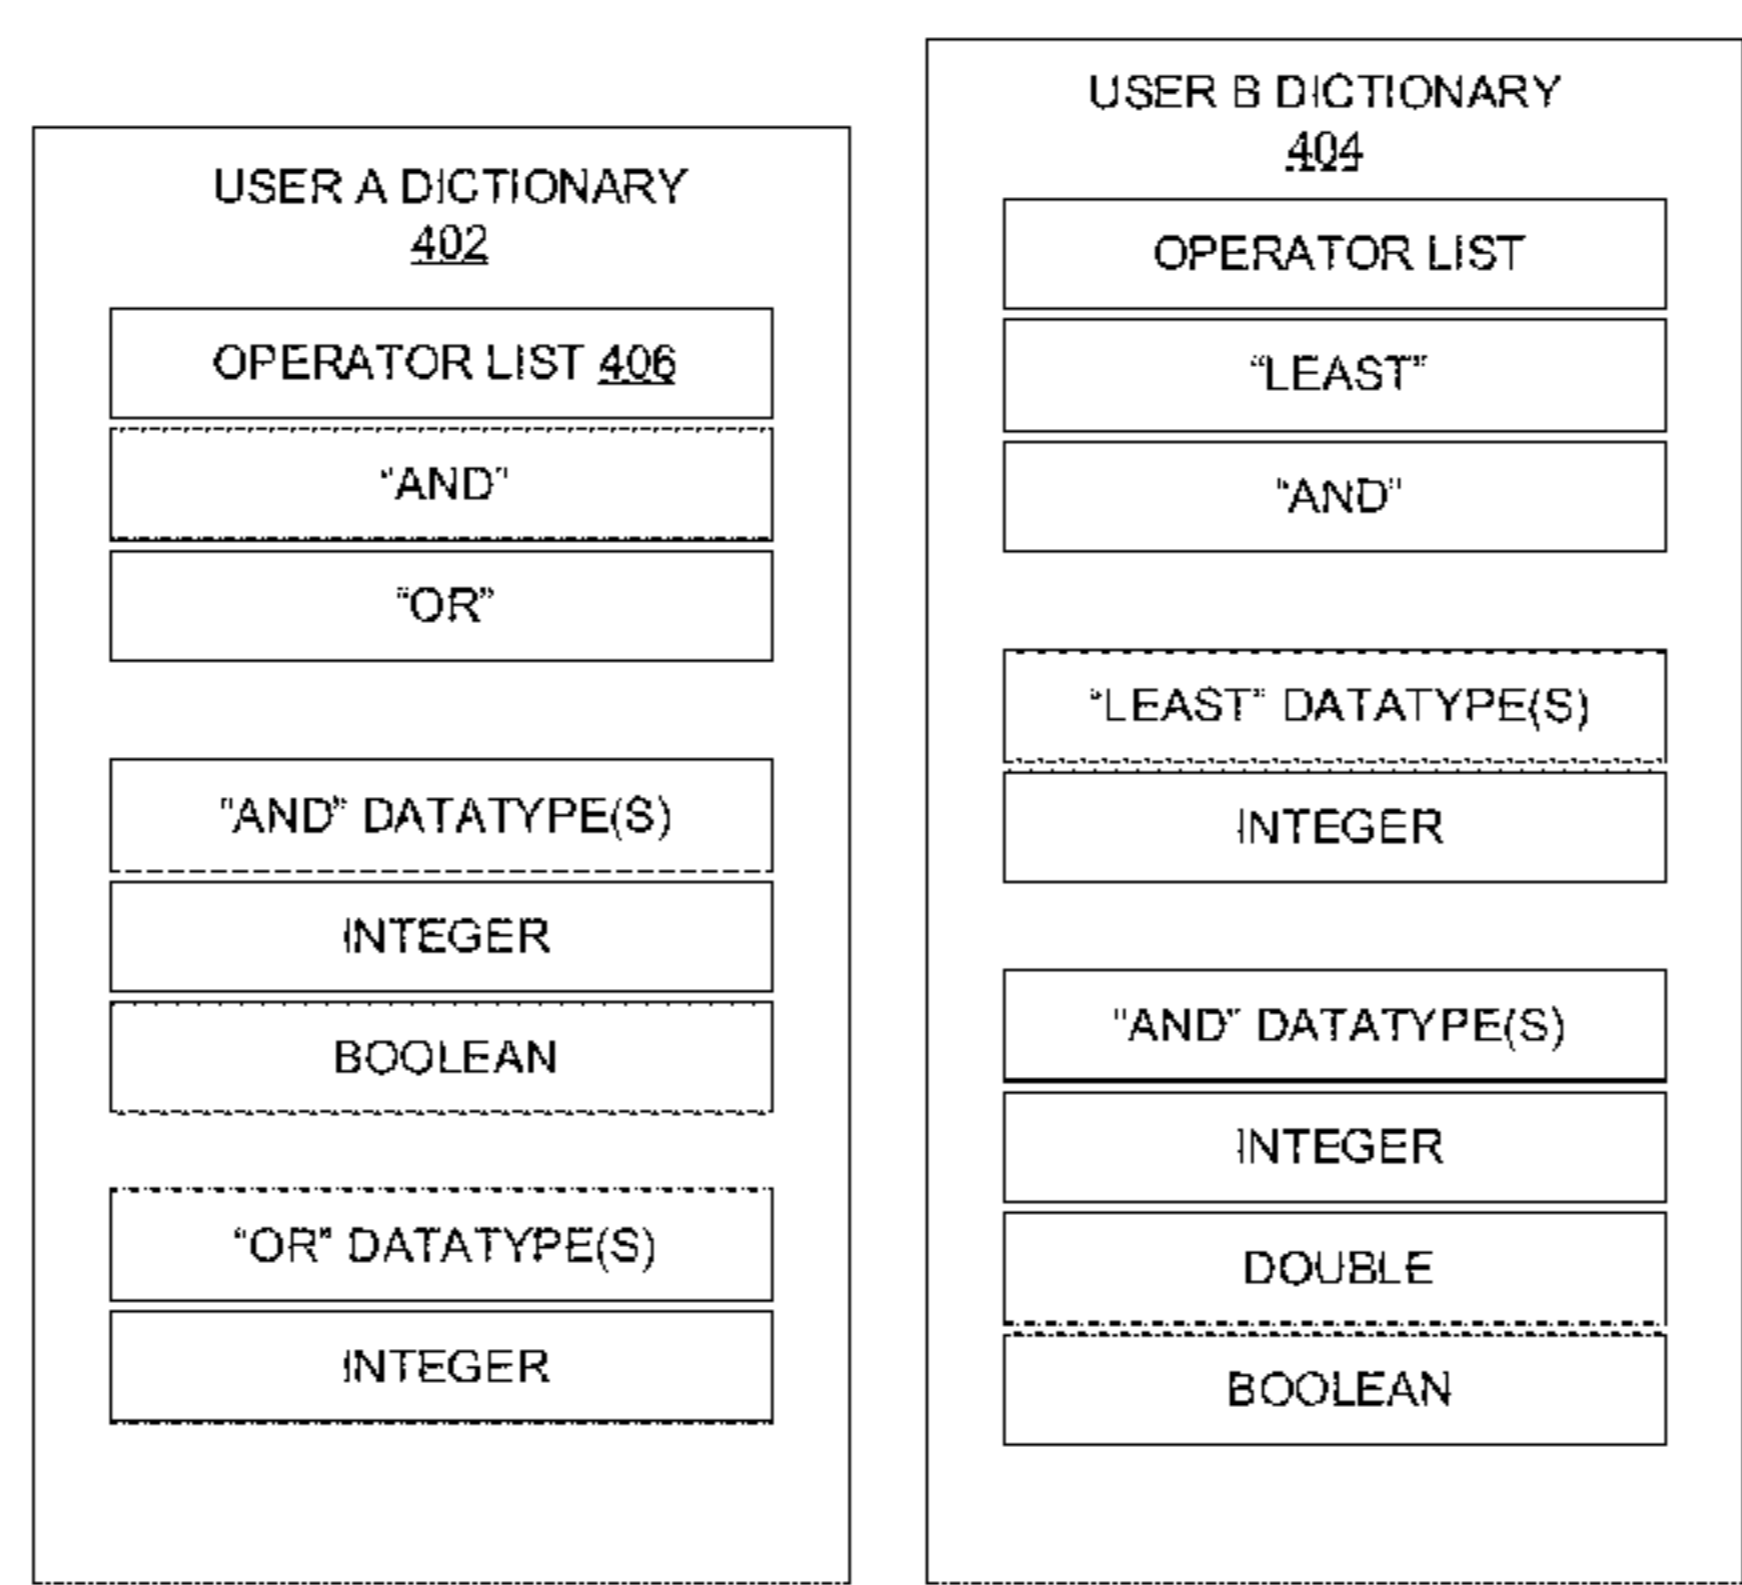 USER A DICTIONARY
402
OPERATOR LIST 406
“AND”
“OR”
“AND” DATATYPE(S)
INTEGER
BOOLEAN
“OR” DATATYPE(S)
INTEGER
USER B DICTIONARY
404
OPERATOR LIST
“LEAST”
“AND”
“LEAST” DATATYPE(S)
INTEGER
“AND” DATATYPE(S)
INTEGER
DOUBLE
BOOLEAN